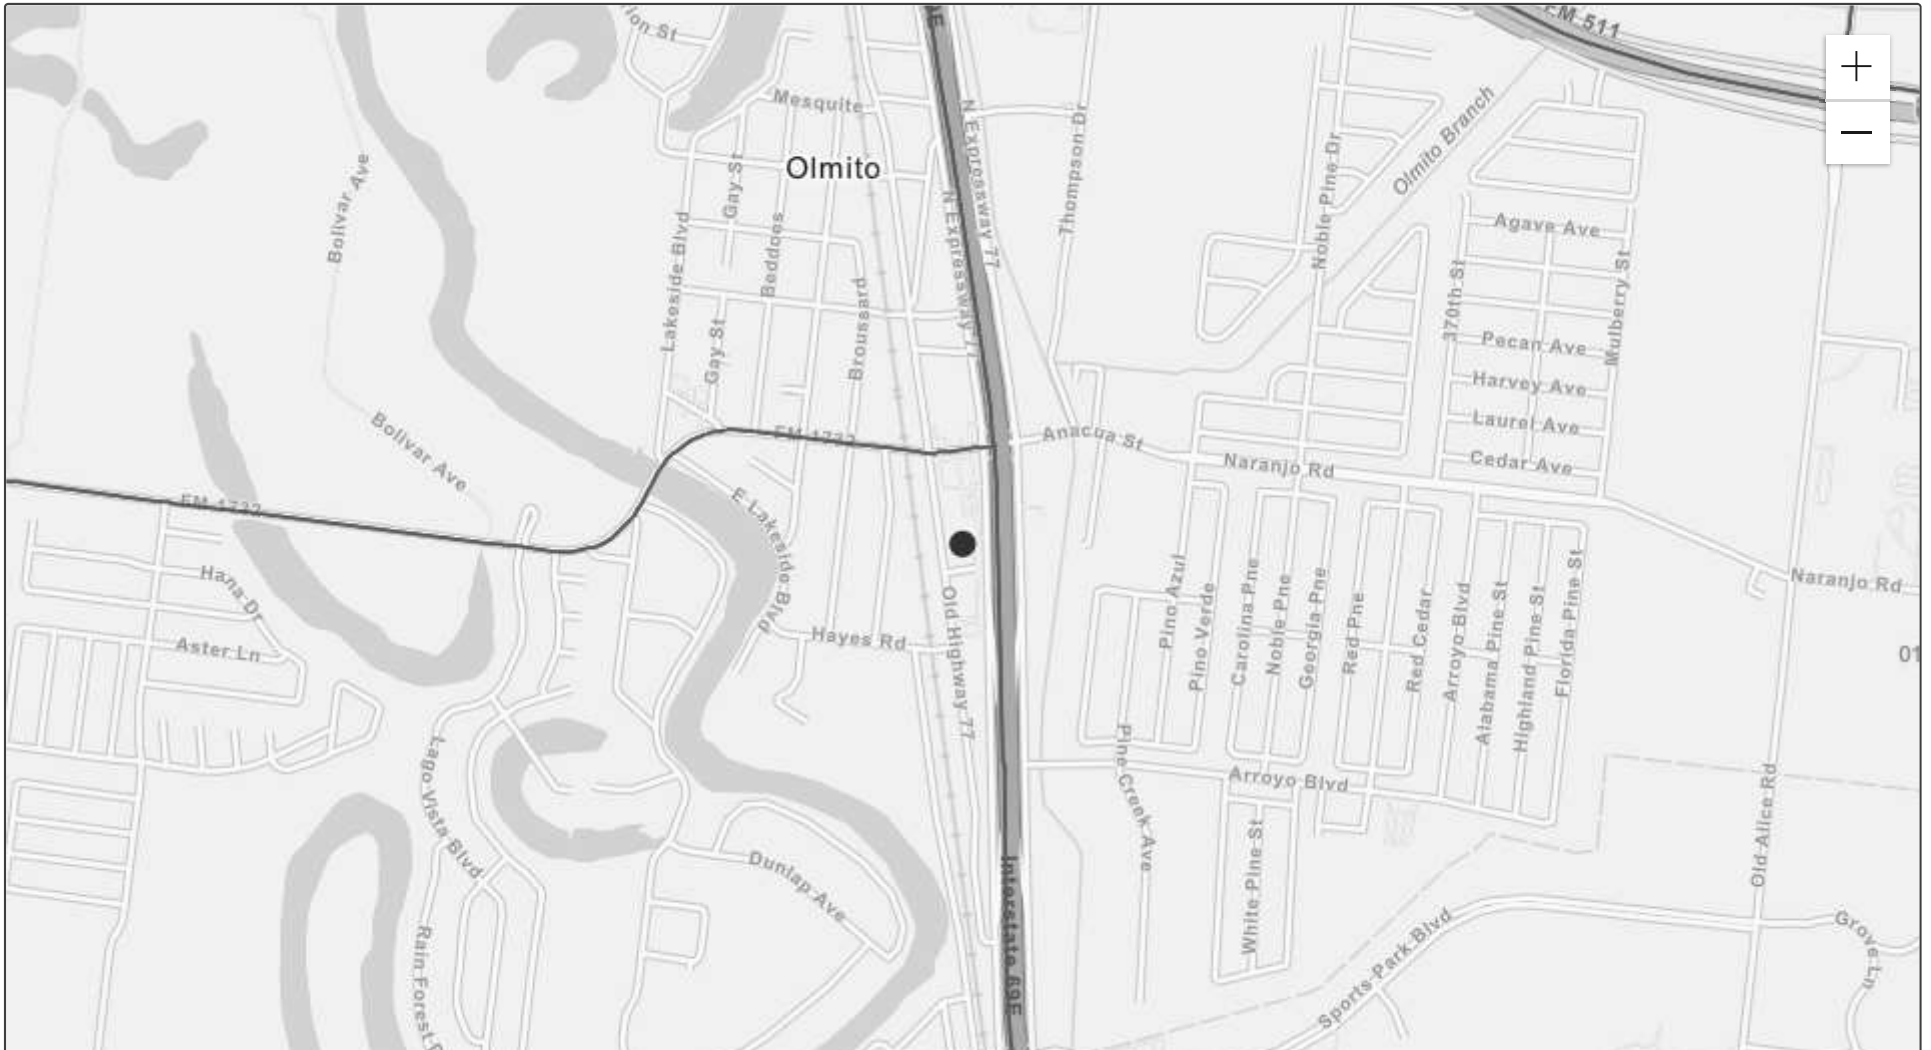 FM 511
Mesquite
Olmito
Gay St
Bolivar Ave
Lakeside Blvd
Beddoes
Broussard
Gay St
N Expressway 77
N Expressway 77
Thompson Dr
Noble Pine Dr
Olmito Branch
Agave Ave
370th St
Mulberry St
Pecan Ave
Harvey Ave
Laurel Ave
Cedar Ave
Bolivar Ave
FM 1732
Anacua St
Naranjo Rd
FM 1732
E Lakeside Blvd
Hana Dr
Aster Ln
Hayes Rd
Old Highway 77
Pino Azul
Pino Verde
Carolina Pne
Noble Pne
Georgia Pne
Red Pne
Red Cedar
Arroyo Blvd
Alabama Pine St
Highland Pine St
Florida Pine St
Naranjo Rd
01
Lago Vista Blvd
Pine Creek Ave
Arroyo Blvd
Old Alice Rd
Dunlap Ave
White Pine St
Interstate 69E
Sports Park Blvd
Grove Ln
Rain Forest